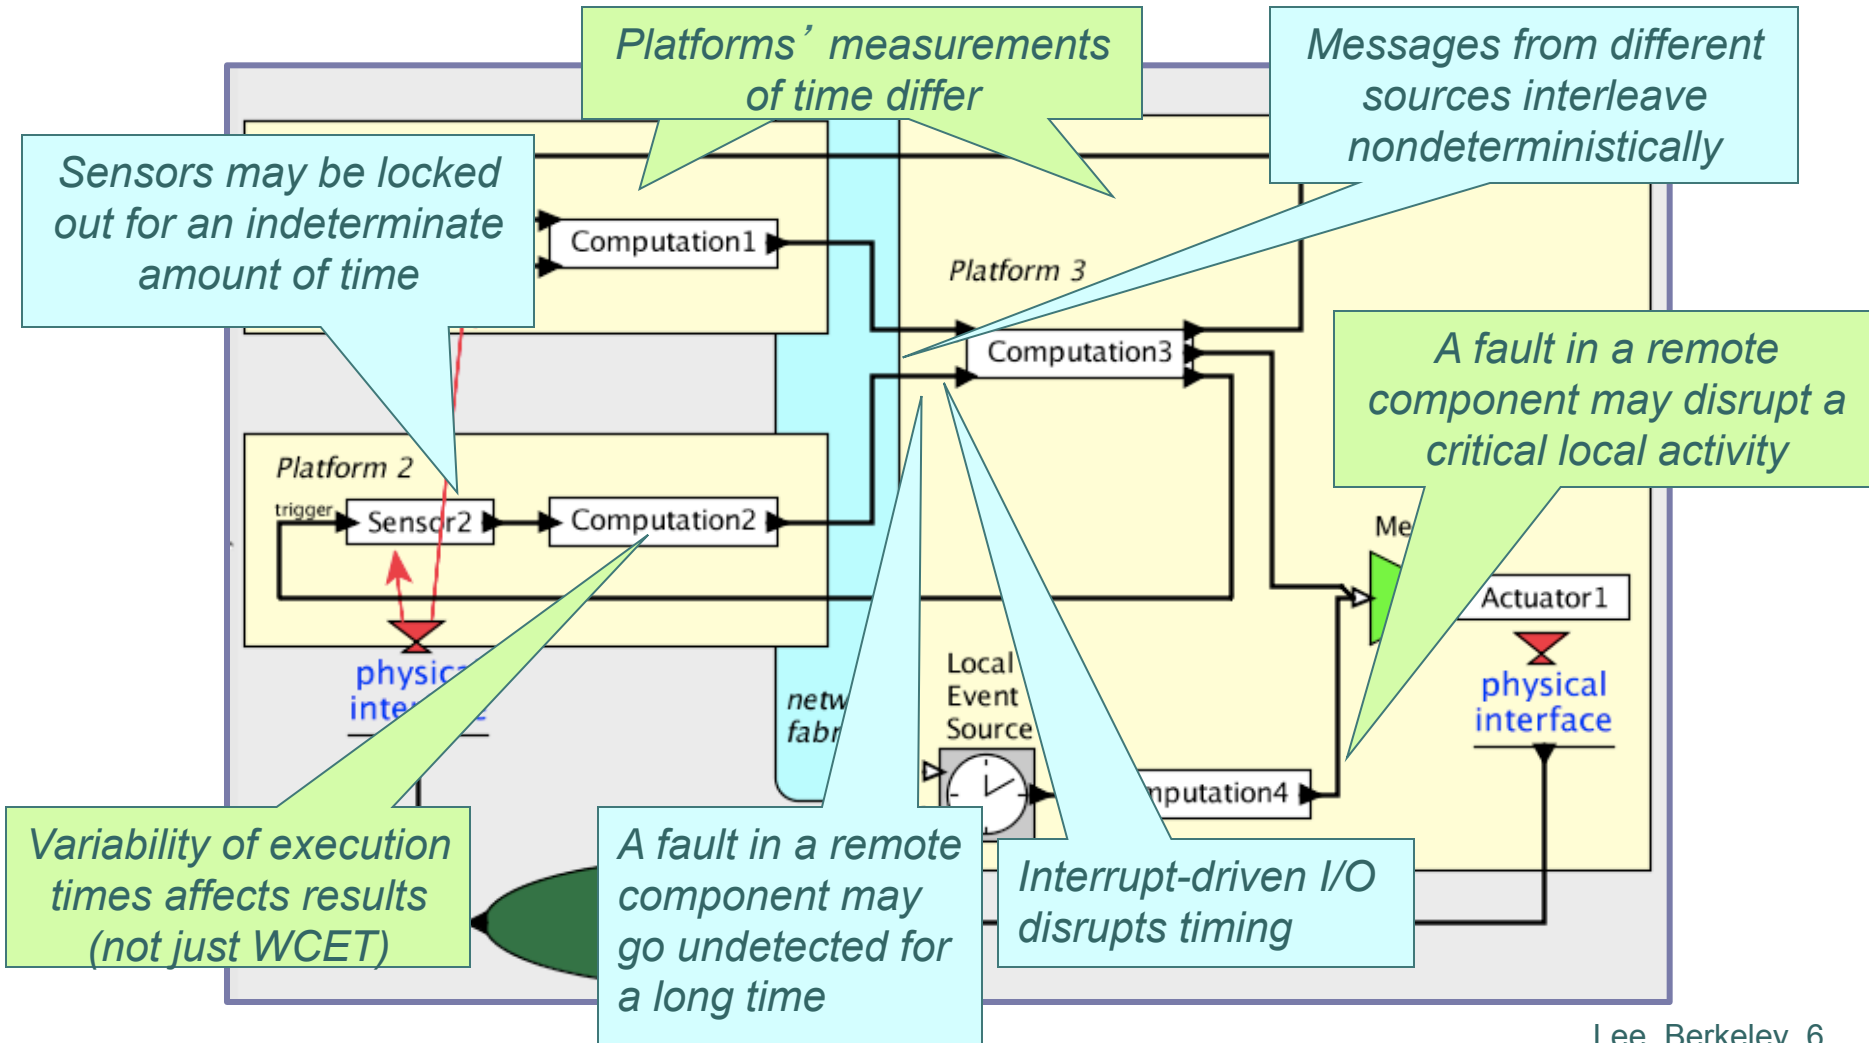 Platforms’ measurements
of time differ
Messages from different
sources interleave
nondeterministically
Sensors may be locked
out for an indeterminate
amount of time
Computation1
Platform 3
Computation3
A fault in a remote
component may disrupt a
critical local activity
Platform 2
trigger
Sensor2
Computation2
Actuator1
physical
interface
Local
Event
Source
Computation4
Variability of execution
times affects results
(not just WCET)
A fault in a remote
component may
go undetected for
a long time
Interrupt-driven I/O
disrupts timing
Lee, Berkeley 6